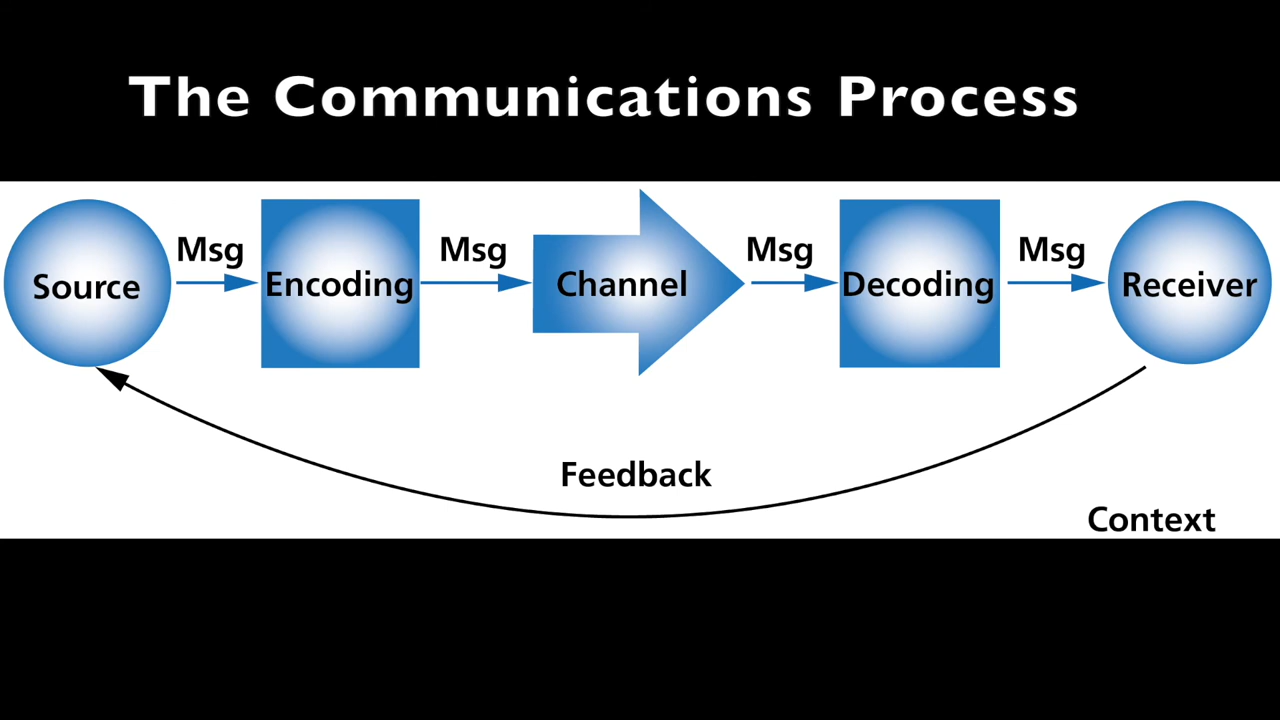 The Communications Process
Msg
Msg
Msg
Msg
Source
Encoding
Channel
Decoding
Receiver
Feedback
Context